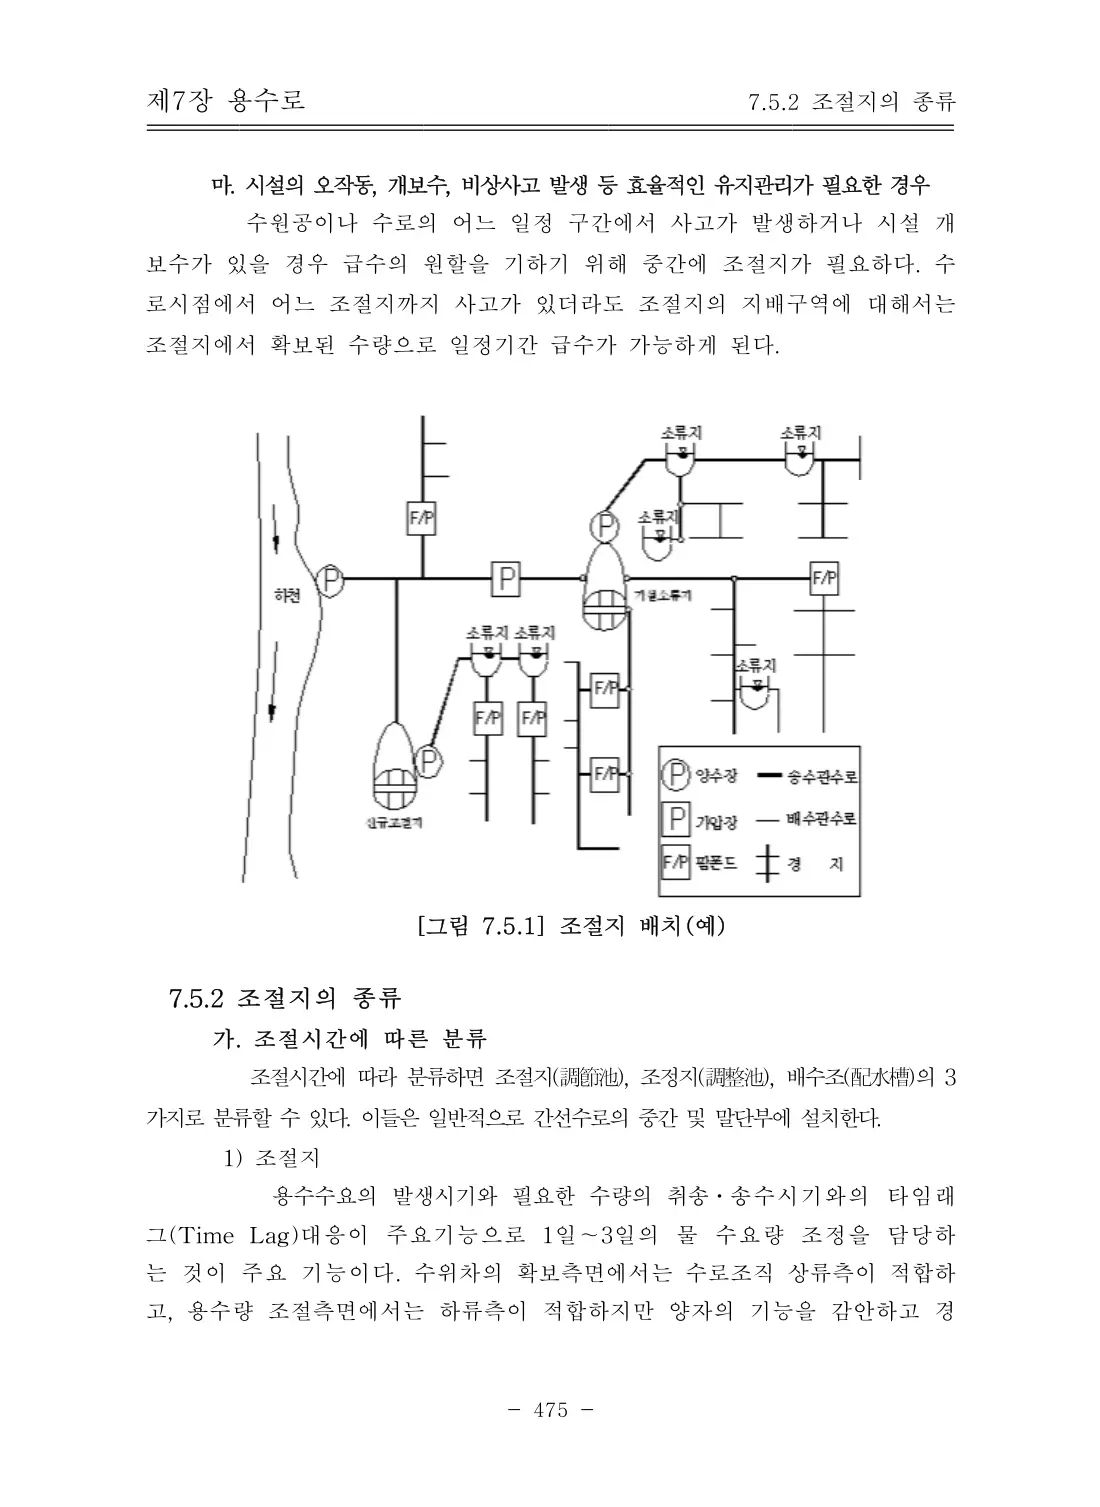 제7장 용수로
7.5.2 조절지의 종류
마. 시설의 오작동, 개보수, 비상사고 발생 등 효율적인 유지관리가 필요한 경우
수원공이나 수로의 어느 일정 구간에서 사고가 발생하거나 시설 개
보수가 있을 경우 급수의 원할을 기하기 위해 중간에 조절지가 필요하다. 수
로시점에서 어느 조절지까지 사고가 있더라도 조절지의 지배구역에 대해서는
조절지에서 확보된 수량으로 일정기간 급수가 가능하게 된다.
소류지
소류지
F/P
P
소류지
P
P
F/P
하천
기설소류지
소류지 소류지
소류지
F/P
F/P
F/P
P
F/P
신규조절지
P 양수장
송수관수로
P 가압장
배수관수로
F/P 팜폰드
경 지
[그림 7.5.1] 조절지 배치(예)
7.5.2 조절지의 종류
가. 조절시간에 따른 분류
조절시간에 따라 분류하면 조절지(調節池), 조정지(調整池), 배수조(配水槽)의 3
가지로 분류할 수 있다. 이들은 일반적으로 간선수로의 중간 및 말단부에 설치한다.
1) 조절지
용수수요의 발생시기와 필요한 수량의 취송·송수시기와의 타임래
그(Time Lag)대응이 주요기능으로 1일~3일의 물 수요량 조정을 담당하
는 것이 주요 기능이다. 수위차의 확보측면에서는 수로조직 상류측이 적합하
고, 용수량 조절측면에서는 하류측이 적합하지만 양자의 기능을 감안하고 경
- 475 -